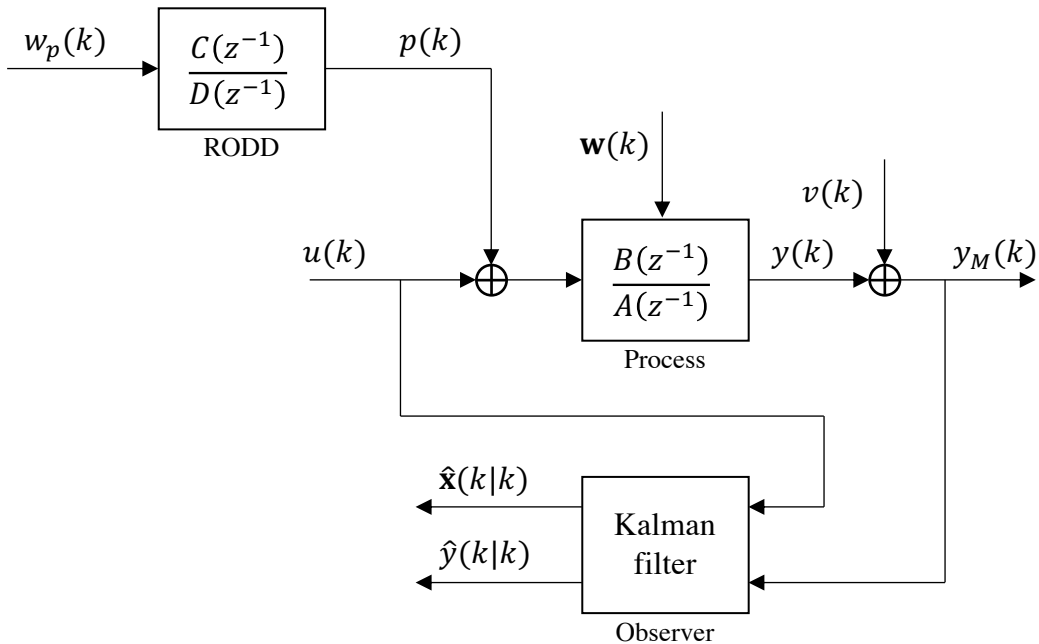 w_p(k)
C(z⁻¹)
D(z⁻¹)
p(k)
RODD
w(k)
v(k)
u(k)
B(z⁻¹)
A(z⁻¹)
y(k)
y_M(k)
Process
x̂(k|k)
ŷ(k|k)
Kalman
filter
Observer